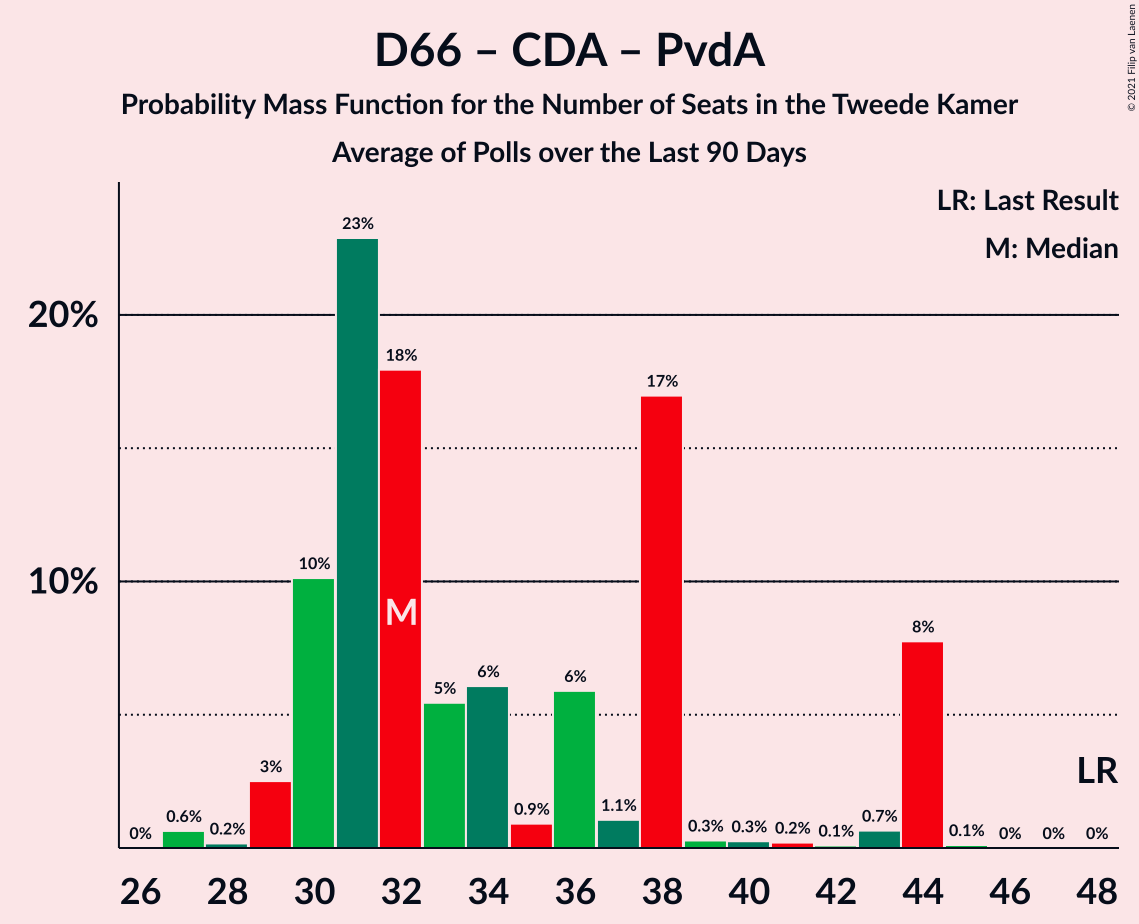 D66 – CDA – PvdA
Probability Mass Function for the Number of Seats in the Tweede Kamer
Average of Polls over the Last 90 Days
© 2021 Filip van Laenen
LR: Last Result
M: Median
20%
10%
0%
0.6%
0.2%
3%
10%
23%
18%
5%
6%
0.9%
6%
1.1%
17%
0.3%
0.3%
0.2%
0.1%
0.7%
8%
0.1%
0%
0%
0%
M
LR
26 28 30 32 34 36 38 40 42 44 46 48